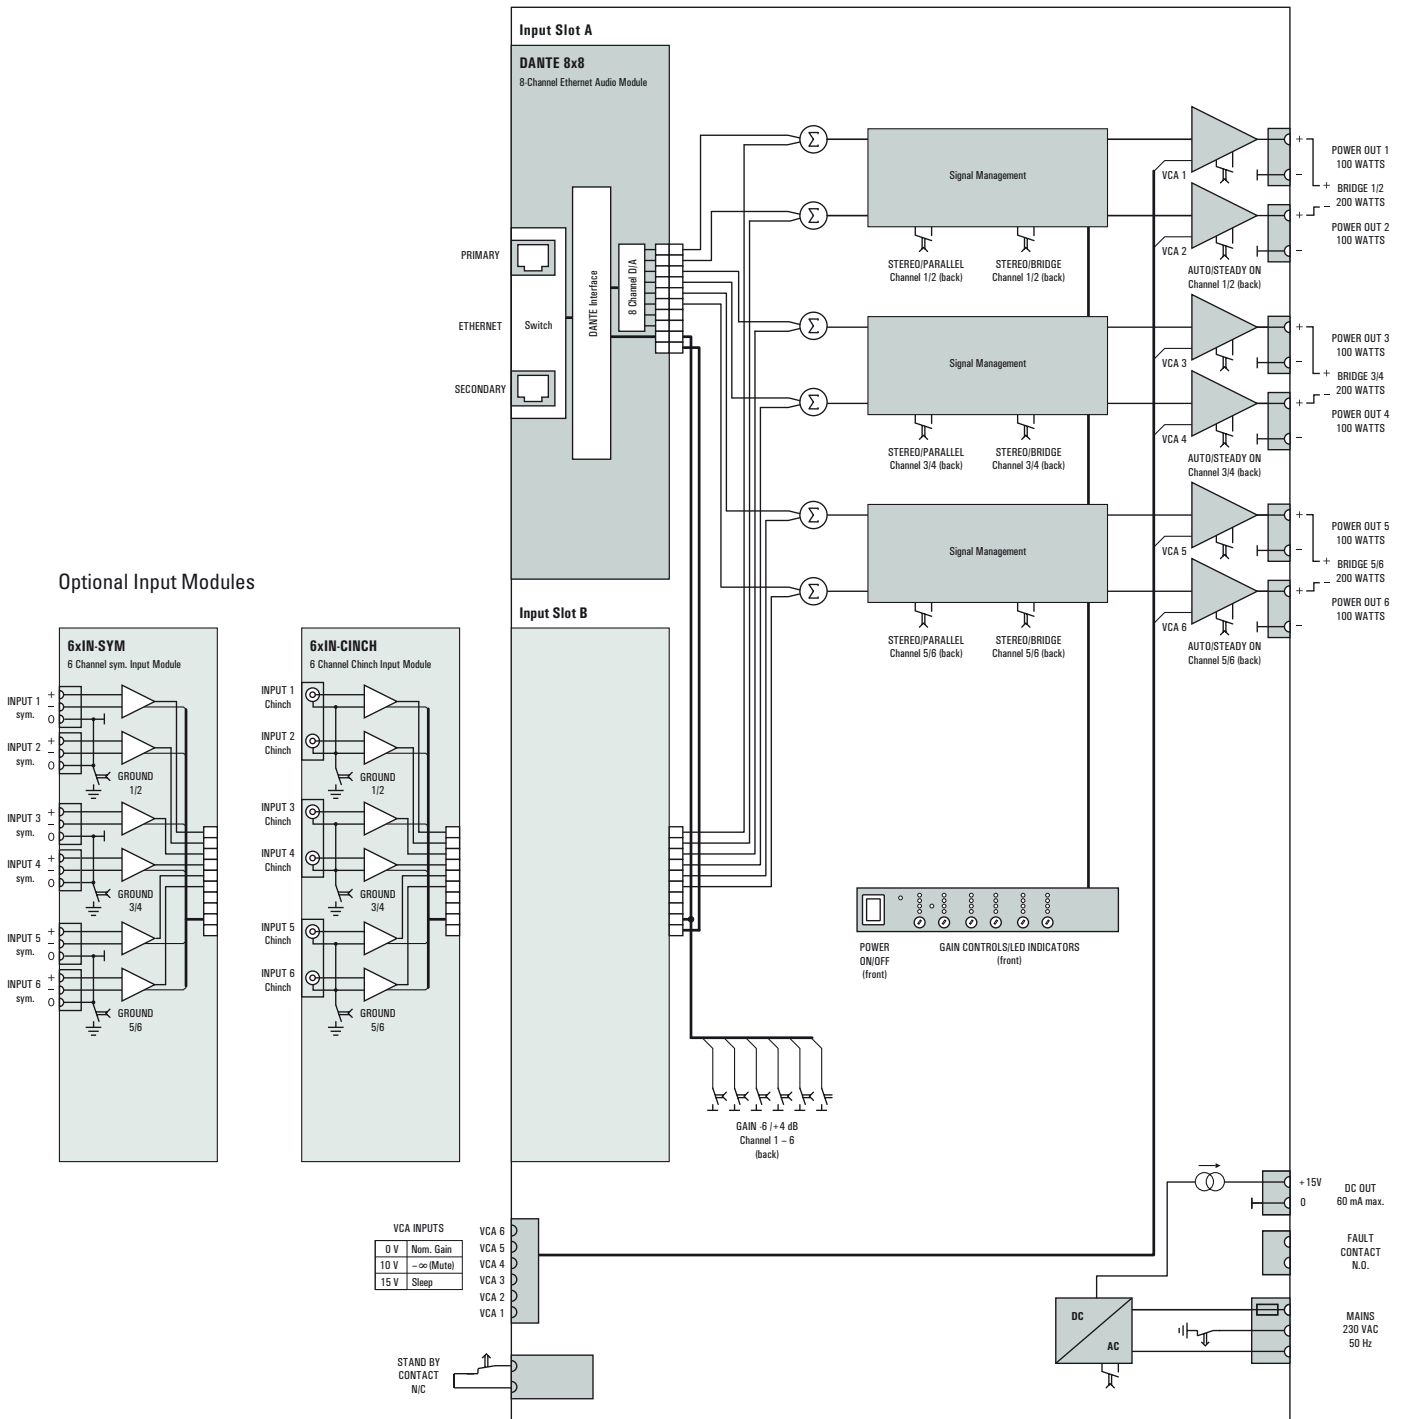 Input Slot A
DANTE 8x8
8-Channel Ethernet Audio Module
PRIMARY
ETHERNET
SECONDARY
Switch
DANTE Interface
8 Channel D/A
Σ
Σ
Σ
Σ
Σ
Σ
Signal Management
STEREO/PARALLEL
Channel 1/2 (back)
STEREO/BRIDGE
Channel 1/2 (back)
Signal Management
STEREO/PARALLEL
Channel 3/4 (back)
STEREO/BRIDGE
Channel 3/4 (back)
Signal Management
STEREO/PARALLEL
Channel 5/6 (back)
STEREO/BRIDGE
Channel 5/6 (back)
VCA 1
VCA 2
AUTO/STEADY ON
Channel 1/2 (back)
VCA 3
VCA 4
AUTO/STEADY ON
Channel 3/4 (back)
VCA 5
VCA 6
AUTO/STEADY ON
Channel 5/6 (back)
+
−
+
−
POWER OUT 1
100 WATTS
+ BRIDGE 1/2
− 200 WATTS
POWER OUT 2
100 WATTS
+
−
+
−
POWER OUT 3
100 WATTS
+ BRIDGE 3/4
− 200 WATTS
POWER OUT 4
100 WATTS
+
−
+
−
POWER OUT 5
100 WATTS
+ BRIDGE 5/6
− 200 WATTS
POWER OUT 6
100 WATTS
Optional Input Modules
6xIN-SYM
6 Channel sym. Input Module
INPUT 1
sym.
+
−
0
INPUT 2
sym.
+
−
0
GROUND
1/2
INPUT 3
sym.
+
−
0
INPUT 4
sym.
+
−
0
GROUND
3/4
INPUT 5
sym.
+
−
0
INPUT 6
sym.
+
−
0
GROUND
5/6
6xIN-CINCH
6 Channel Chinch Input Module
INPUT 1
Chinch
INPUT 2
Chinch
GROUND
1/2
INPUT 3
Chinch
INPUT 4
Chinch
GROUND
3/4
INPUT 5
Chinch
INPUT 6
Chinch
GROUND
5/6
Input Slot B
POWER
ON/OFF
(front)
GAIN CONTROLS/LED INDICATORS
(front)
GAIN -6 /+4 dB
Channel 1 – 6
(back)
VCA INPUTS
0 V Nom. Gain
10 V −∞ (Mute)
15 V Sleep
VCA 6
VCA 5
VCA 4
VCA 3
VCA 2
VCA 1
STAND BY
CONTACT
N/C
+15V
0
DC OUT
60 mA max.
FAULT
CONTACT
N.O.
DC
AC
MAINS
230 VAC
50 Hz